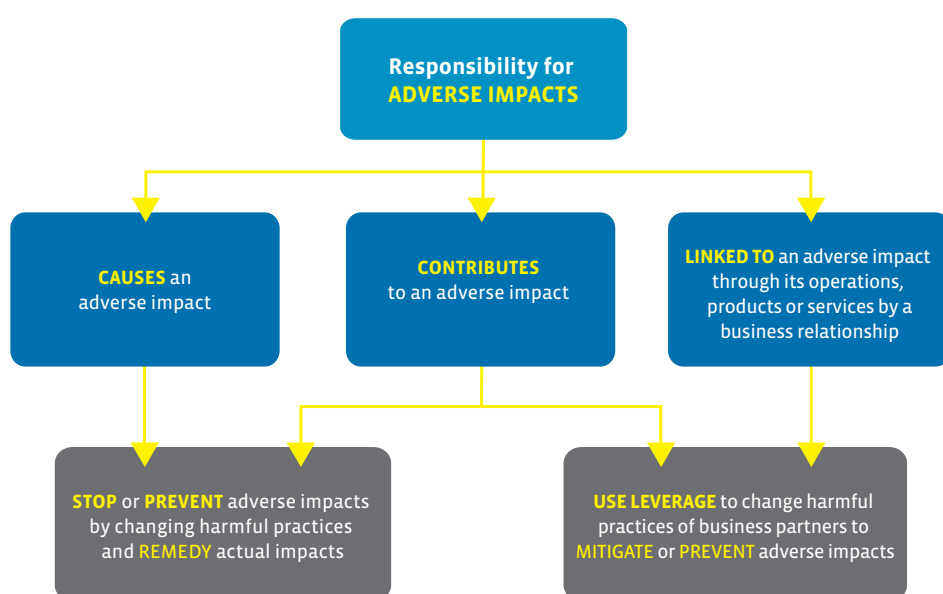 Responsibility for
ADVERSE IMPACTS
CAUSES an
adverse impact
CONTRIBUTES
to an adverse impact
LINKED TO an adverse impact
through its operations,
products or services by a
business relationship
STOP or PREVENT adverse impacts
by changing harmful practices
and REMEDY actual impacts
USE LEVERAGE to change harmful
practices of business partners to
MITIGATE or PREVENT adverse impacts